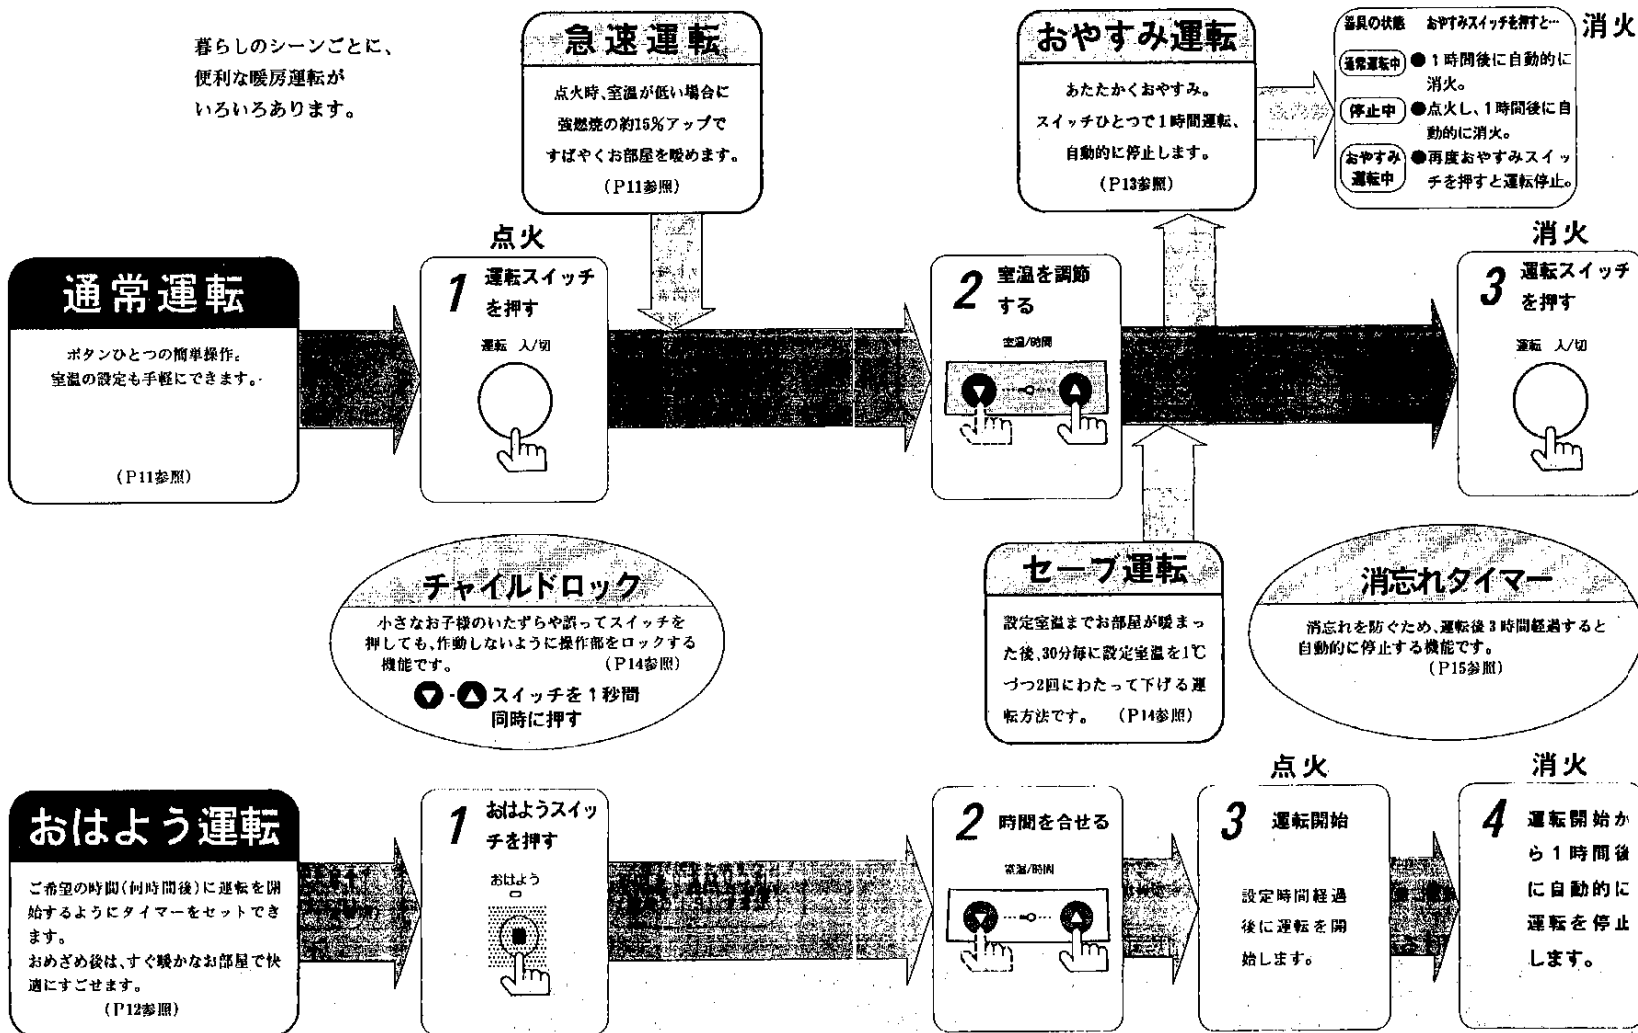 暮らしのシーンごとに、
便利な暖房運転が
いろいろあります。
急速運転
点火時、室温が低い場合に
強燃焼の約15%アップで
すばやくお部屋を暖めます。
(P11参照)
おやすみ運転
あたたかくおやすみ。
スイッチひとつで1時間運転、
自動的に停止します。
(P13参照)
器具の状態 おやすみスイッチを押すと…
消火
通常運転中 ●1時間後に自動的に
消火。
停止中 ●点火し、1時間後に自
動的に消火。
おやすみ
運転中
●再度おやすみスイッ
チを押すと運転停止。
通常運転
ボタンひとつの簡単操作。
室温の設定も手軽にできます。
(P11参照)
点火
1 運転スイッチ
を押す
運転 入/切
2 室温を調節
する
室温/時間
▼ ▲
消火
3 運転スイッチ
を押す
運転 入/切
チャイルドロック
小さなお子様のいたずらや誤ってスイッチを
押しても、作動しないように操作部をロックする
機能です。 (P14参照)
▼-▲スイッチを1秒間
同時に押す
セーブ運転
設定室温までお部屋が暖まっ
た後、30分毎に設定室温を1℃
づつ2回にわたって下げる運
転方法です。 (P14参照)
消忘れタイマー
消忘れを防ぐため、運転後3時間経過すると
自動的に停止する機能です。
(P15参照)
おはよう運転
ご希望の時間(何時間後)に運転を開
始するようにタイマーをセットでき
ます。
おめざめ後は、すぐ暖かなお部屋で快
適にすごせます。
(P12参照)
1 おはようスイッ
チを押す
おはよう
2 時間を合せる
室温/時間
▼ ▲
点火
3 運転開始
設定時間経過
後に運転を開
始します。
消火
4 運転開始か
ら1時間後
に自動的に
運転を停止
します。